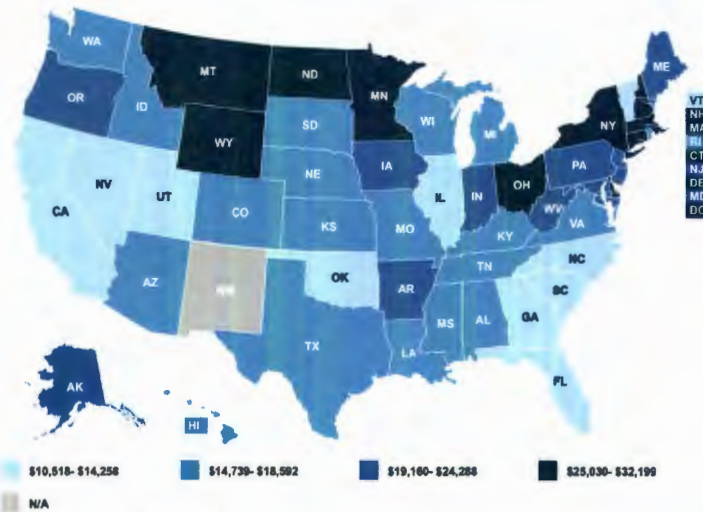 WA
MT
ND
MN
ME
OR
ID
SD
WI
MI
NY
VT
NH
MA
RI
CT
NJ
DE
MD
DC
WY
NE
IA
PA
IL
IN
OH
WV
VA
NV
UT
CO
KS
MO
KY
CA
AZ
OK
AR
TN
NC
SC
MS
AL
GA
TX
LA
FL
AK
HI
$10,518- $14,258
$14,739- $18,592
$19,160- $24,288
$25,030- $32,199
N/A